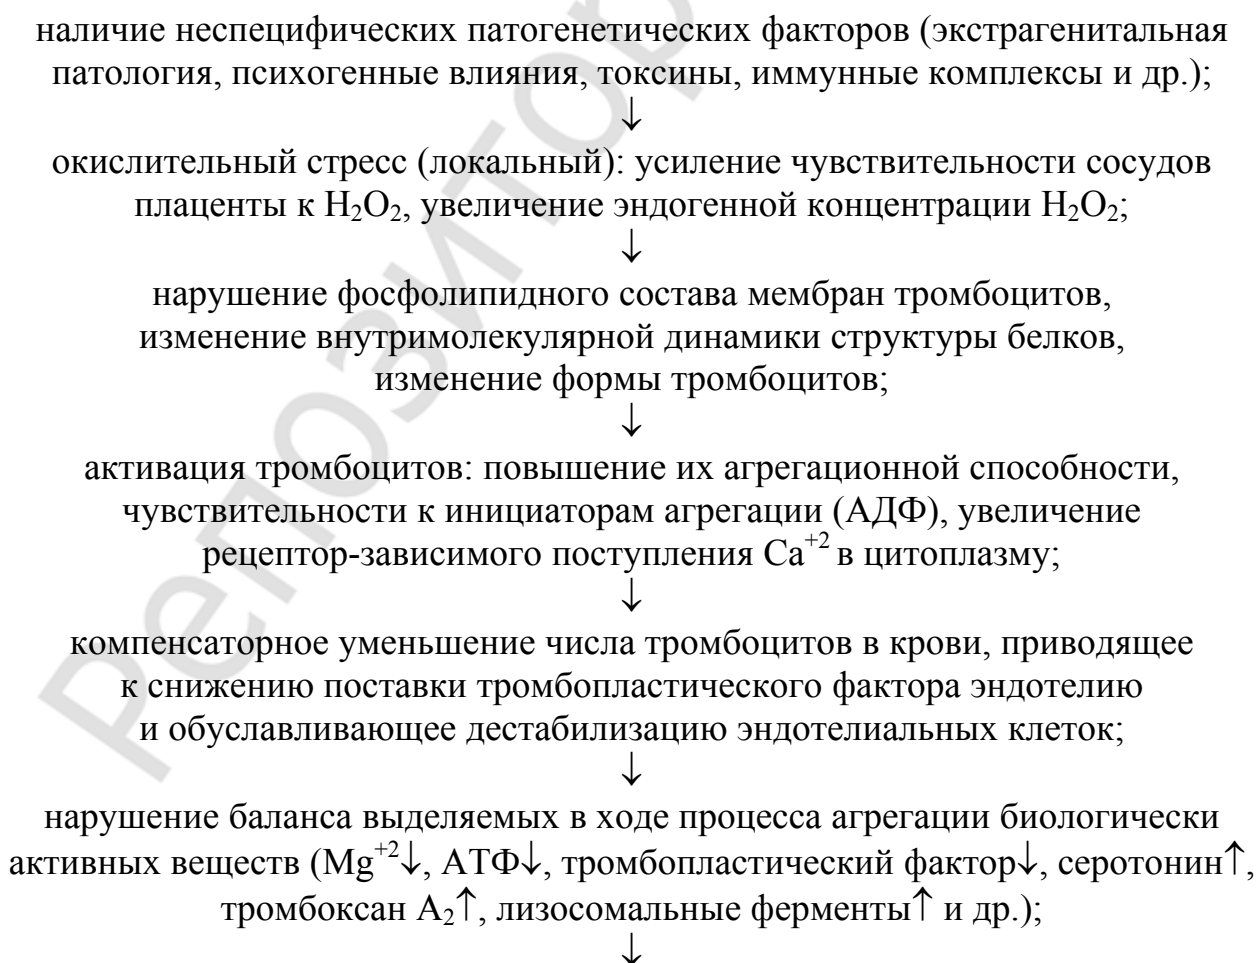 наличие неспецифических патогенетических факторов (экстрагенитальная
патология, психогенные влияния, токсины, иммунные комплексы и др.);
↓
окислительный стресс (локальный): усиление чувствительности сосудов
плаценты к H₂O₂, увеличение эндогенной концентрации H₂O₂;
↓
нарушение фосфолипидного состава мембран тромбоцитов,
изменение внутримолекулярной динамики структуры белков,
изменение формы тромбоцитов;
↓
активация тромбоцитов: повышение их агрегационной способности,
чувствительности к инициаторам агрегации (АДФ), увеличение
рецептор-зависимого поступления Ca⁺² в цитоплазму;
↓
компенсаторное уменьшение числа тромбоцитов в крови, приводящее
к снижению поставки тромбопластического фактора эндотелию
и обуславливающее дестабилизацию эндотелиальных клеток;
↓
нарушение баланса выделяемых в ходе процесса агрегации биологически
активных веществ (Mg⁺²↓, АТФ↓, тромбопластический фактор↓, серотонин↑,
тромбоксан А₂↑, лизосомальные ферменты↑ и др.);
↓
Репозитор